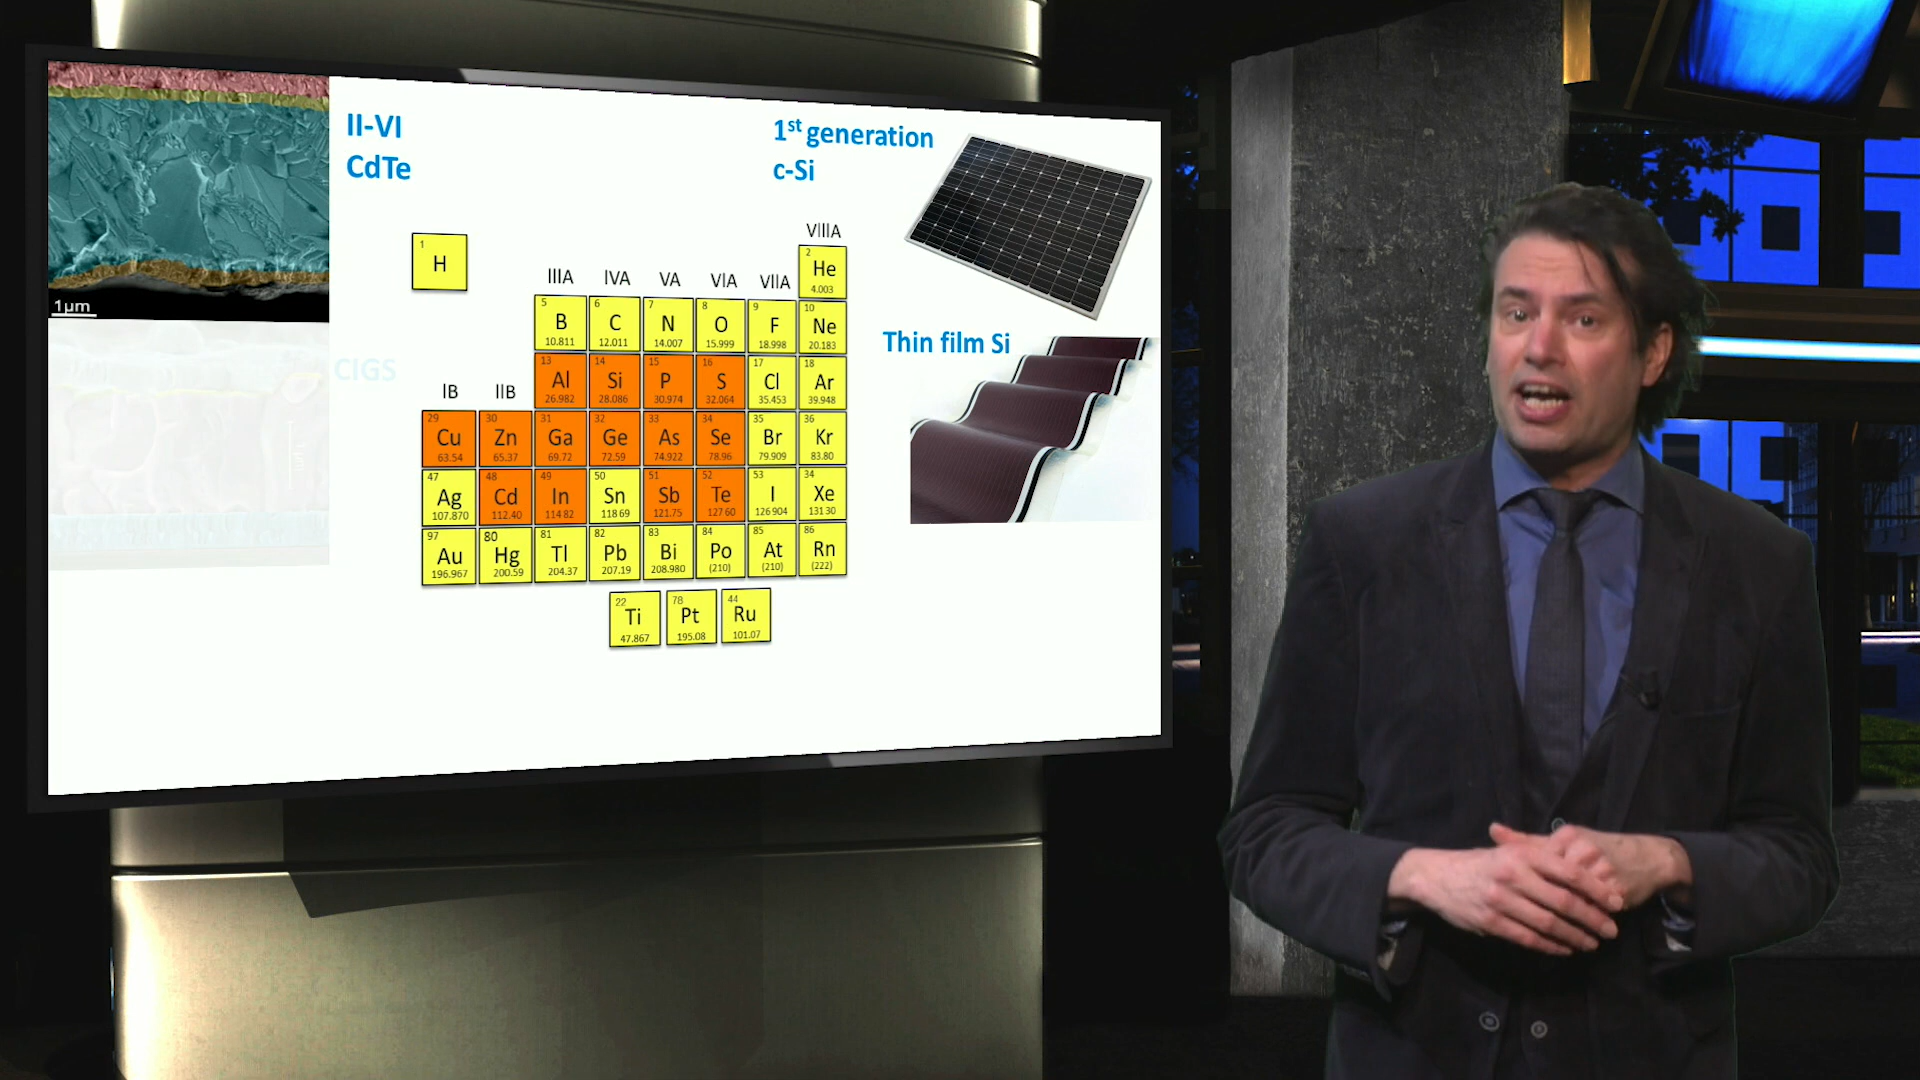 II-VI
CdTe
1st generation
c-Si
Thin film Si
1μm
CIGS
VIIIA
IIIA IVA VA VIA VIIA
IB IIB
1 H
2 He 4.003
5 B 10.811
6 C 12.011
7 N 14.007
8 O 15.999
9 F 18.998
10 Ne 20.183
13 Al 26.982
14 Si 28.086
15 P 30.974
16 S 32.064
17 Cl 35.453
18 Ar 39.948
29 Cu 63.54
30 Zn 65.37
31 Ga 69.72
32 Ge 72.59
33 As 74.922
34 Se 78.96
35 Br 79.909
36 Kr 83.80
47 Ag 107.870
48 Cd 112.40
49 In 114 82
50 Sn 118 69
51 Sb 121.75
52 Te 127 60
53 I 126 904
34 Xe 131 30
97 Au 196.967
80 Hg 200.59
81 Tl 204.37
82 Pb 207.19
83 Bi 208.980
84 Po (210)
85 At (210)
86 Rn (222)
22 Ti 47.867
78 Pt 195.08
44 Ru 101.07